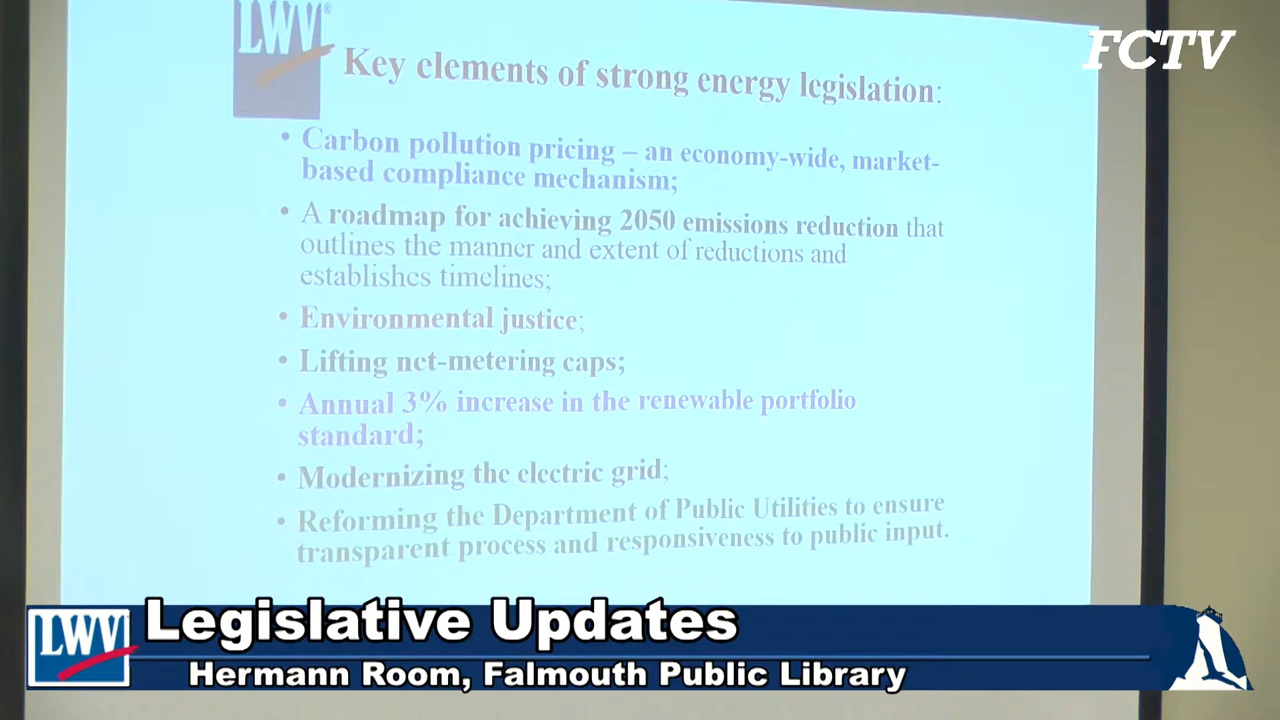 LWV®
FCTV
Key elements of strong energy legislation:
• Carbon pollution pricing – an economy-wide, market-
based compliance mechanism;
• A roadmap for achieving 2050 emissions reduction that
outlines the manner and extent of reductions and
establishes timelines;
• Environmental justice;
• Lifting net-metering caps;
• Annual 3% increase in the renewable portfolio
standard;
• Modernizing the electric grid;
• Reforming the Department of Public Utilities to ensure
transparent process and responsiveness to public input.
LWV
Legislative Updates
Hermann Room, Falmouth Public Library